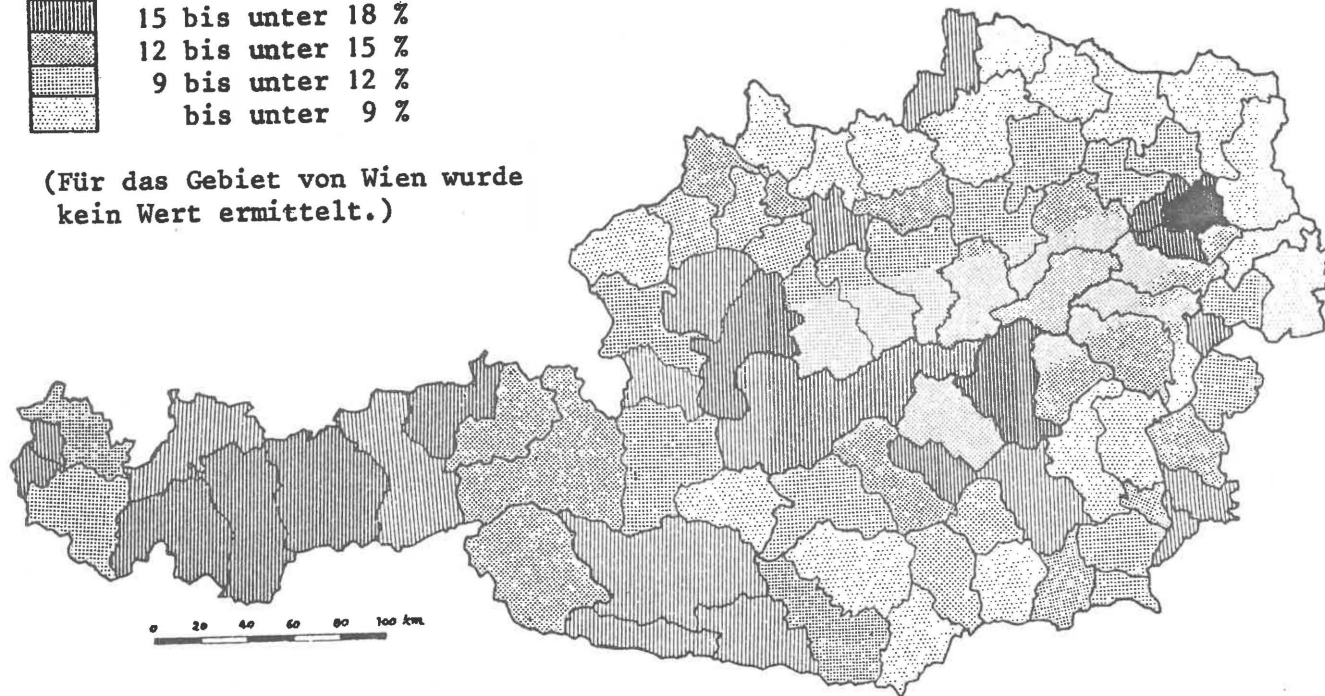 15 bis unter 18 %
12 bis unter 15 %
9 bis unter 12 %
bis unter 9 %
(Für das Gebiet von Wien wurde
kein Wert ermittelt.)
0 20 40 60 80 100 km